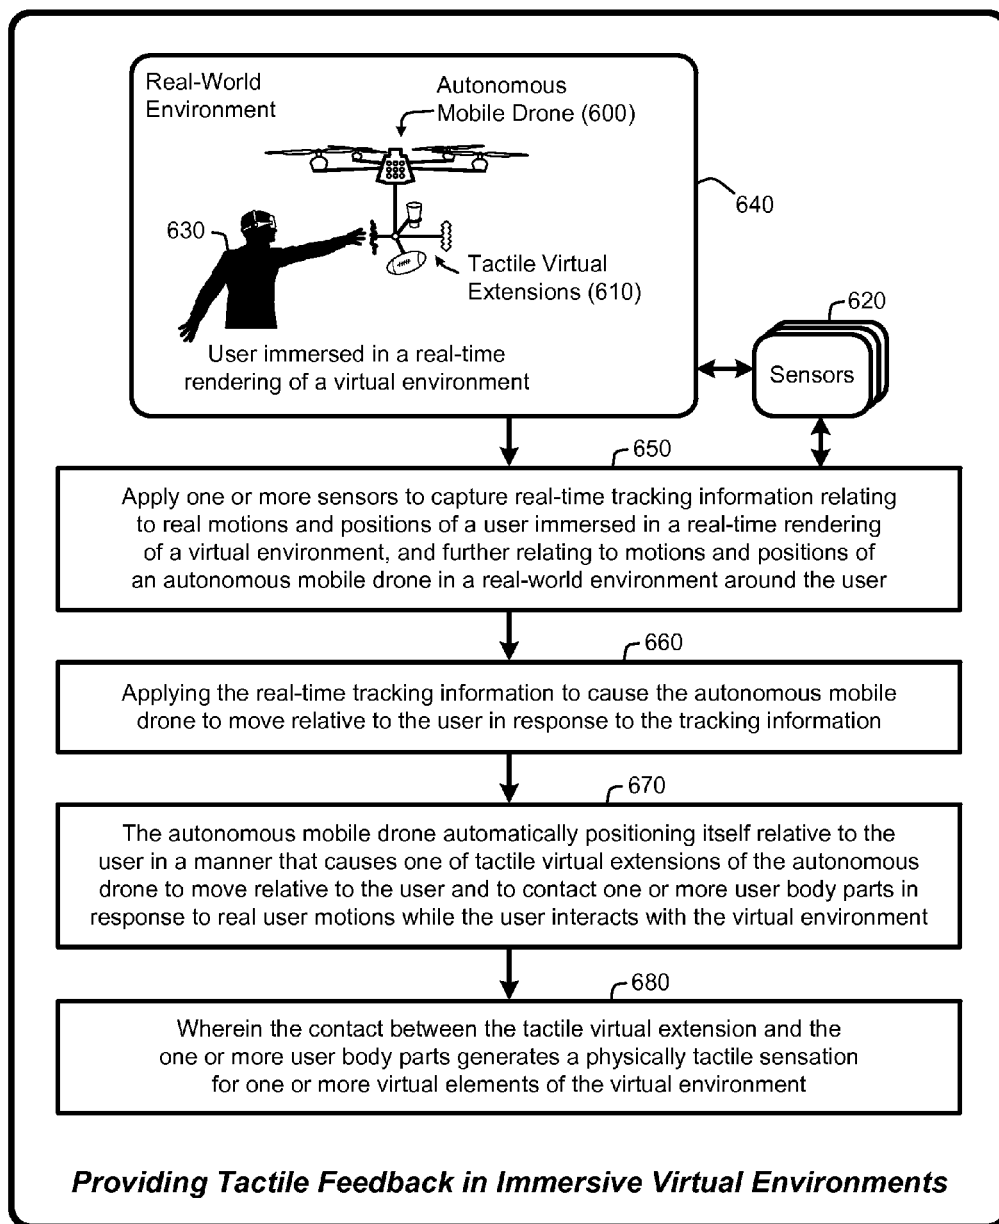 Real-World
Environment
Autonomous
Mobile Drone (600)
640
630
Tactile Virtual
Extensions (610)
User immersed in a real-time
rendering of a virtual environment
620
Sensors
650
Apply one or more sensors to capture real-time tracking information relating
to real motions and positions of a user immersed in a real-time rendering
of a virtual environment, and further relating to motions and positions of
an autonomous mobile drone in a real-world environment around the user
660
Applying the real-time tracking information to cause the autonomous mobile
drone to move relative to the user in response to the tracking information
670
The autonomous mobile drone automatically positioning itself relative to the
user in a manner that causes one of tactile virtual extensions of the autonomous
drone to move relative to the user and to contact one or more user body parts in
response to real user motions while the user interacts with the virtual environment
680
Wherein the contact between the tactile virtual extension and the
one or more user body parts generates a physically tactile sensation
for one or more virtual elements of the virtual environment
Providing Tactile Feedback in Immersive Virtual Environments